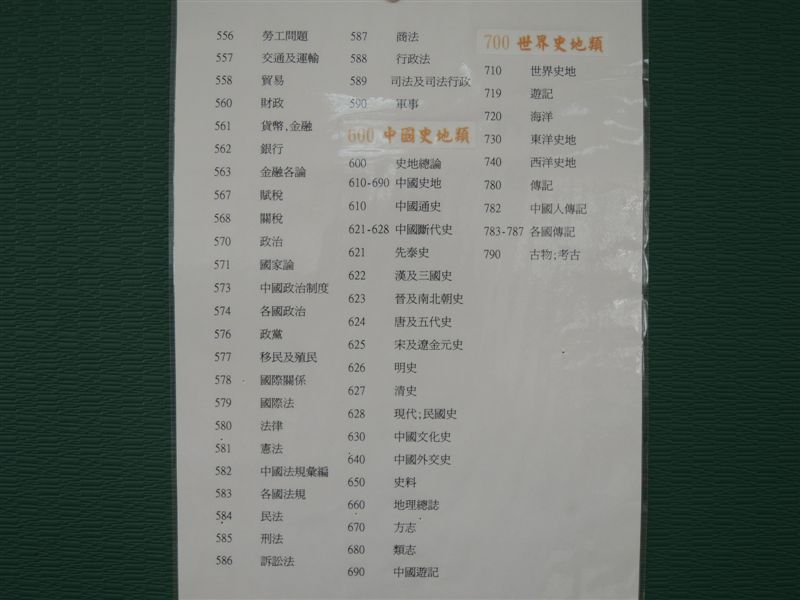 556 勞工問題
557 交通及運輸
558 貿易
560 財政
561 貨幣,金融
562 銀行
563 金融各論
567 賦稅
568 關稅
570 政治
571 國家論
573 中國政治制度
574 各國政治
576 政黨
577 移民及殖民
578 國際關係
579 國際法
580 法律
581 憲法
582 中國法規彙編
583 各國法規
584 民法
585 刑法
586 訴訟法
587 商法
588 行政法
589 司法及司法行政
590 軍事
600 中國史地類
600 史地總論
610-690 中國史地
610 中國通史
621-628 中國斷代史
621 先泰史
622 漢及三國史
623 晉及南北朝史
624 唐及五代史
625 宋及遼金元史
626 明史
627 清史
628 現代;民國史
630 中國文化史
640 中國外交史
650 史料
660 地理總誌
670 方志
680 類志
690 中國遊記
700 世界史地類
710 世界史地
719 遊記
720 海洋
730 東洋史地
740 西洋史地
780 傳記
782 中國人傳記
783-787 各國傳記
790 古物;考古